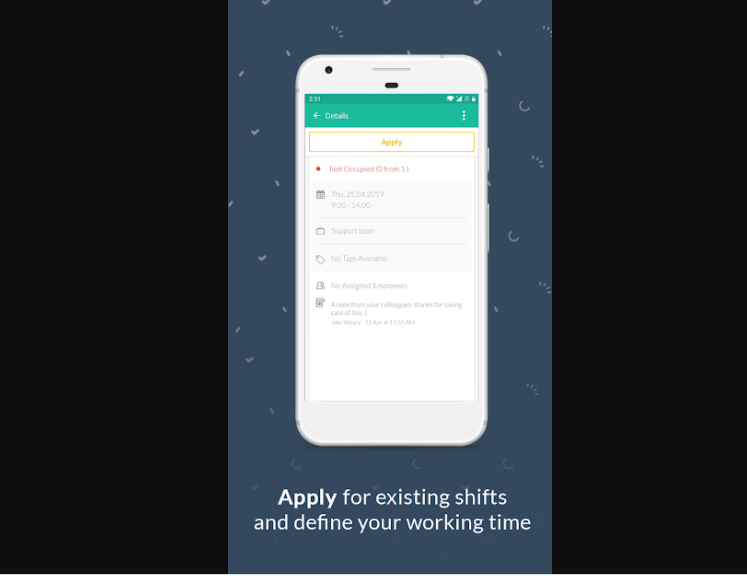 2:51
Details
Apply
Not Occupied (0 from 1 )
Thu, 25.04.2019
9:00 - 14:00
Support team
No Tags Available
No Assigned Employees
A note from your colleagues: thanks for taking
care of this :)
Jake Weary 11 Apr at 11:55 AM
Apply for existing shifts
and define your working time